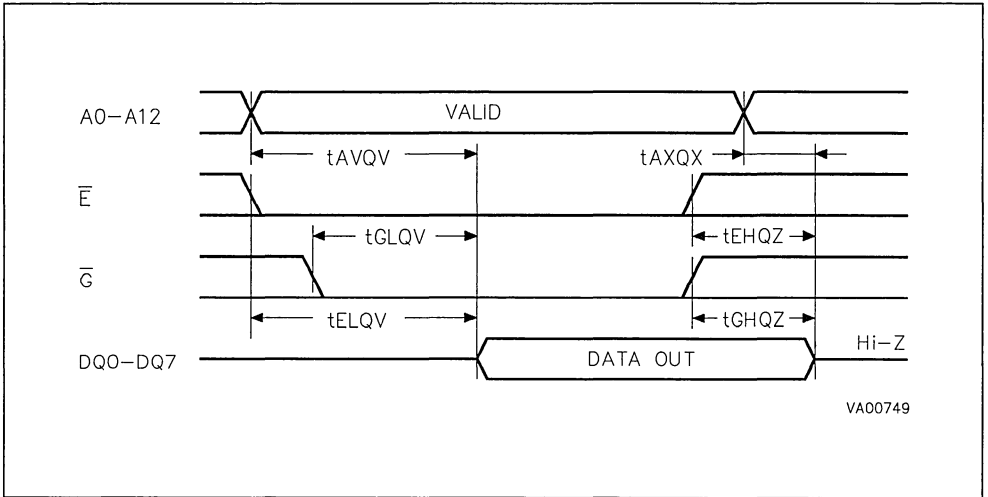 A0-A12
VALID
tAVQV
tAXQX
E̅
tGLQV
tEHQZ
G̅
tELQV
tGHQZ
DQ0-DQ7
DATA OUT
Hi-Z
VA00749